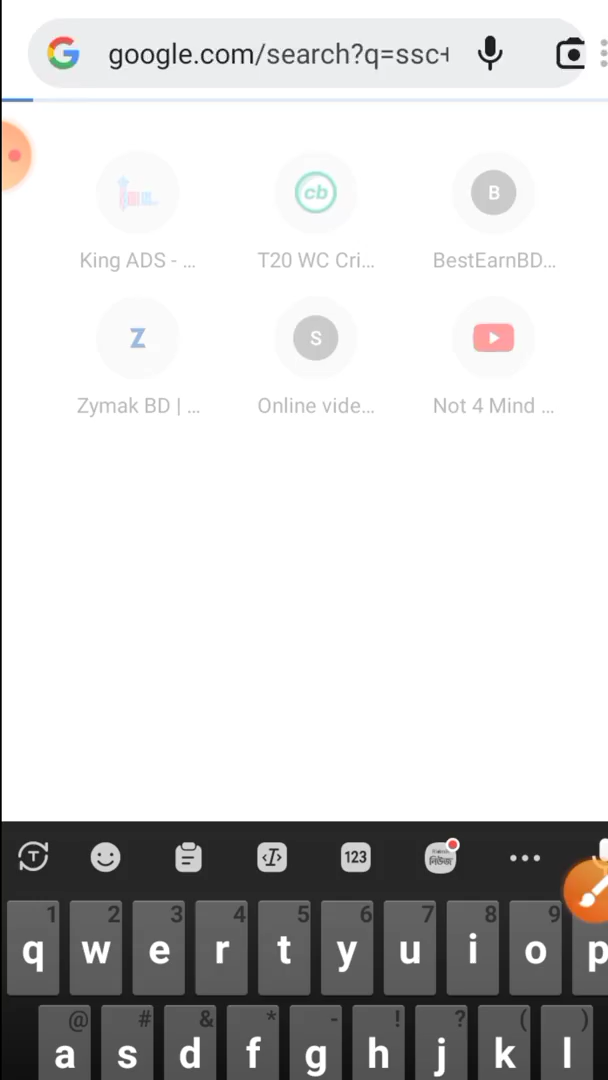 google.com/search?q=ssc+
cb
B
King ADS - ...
T20 WC Cri...
BestEarnBD...
Z
S
Zymak BD | ...
Online vide...
Not 4 Mind ...
T
123
1 2 3 4 5 6 7 8 9
q w e r t y u i o p
@ # & * - ! ? ( )
a s d f g h j k l